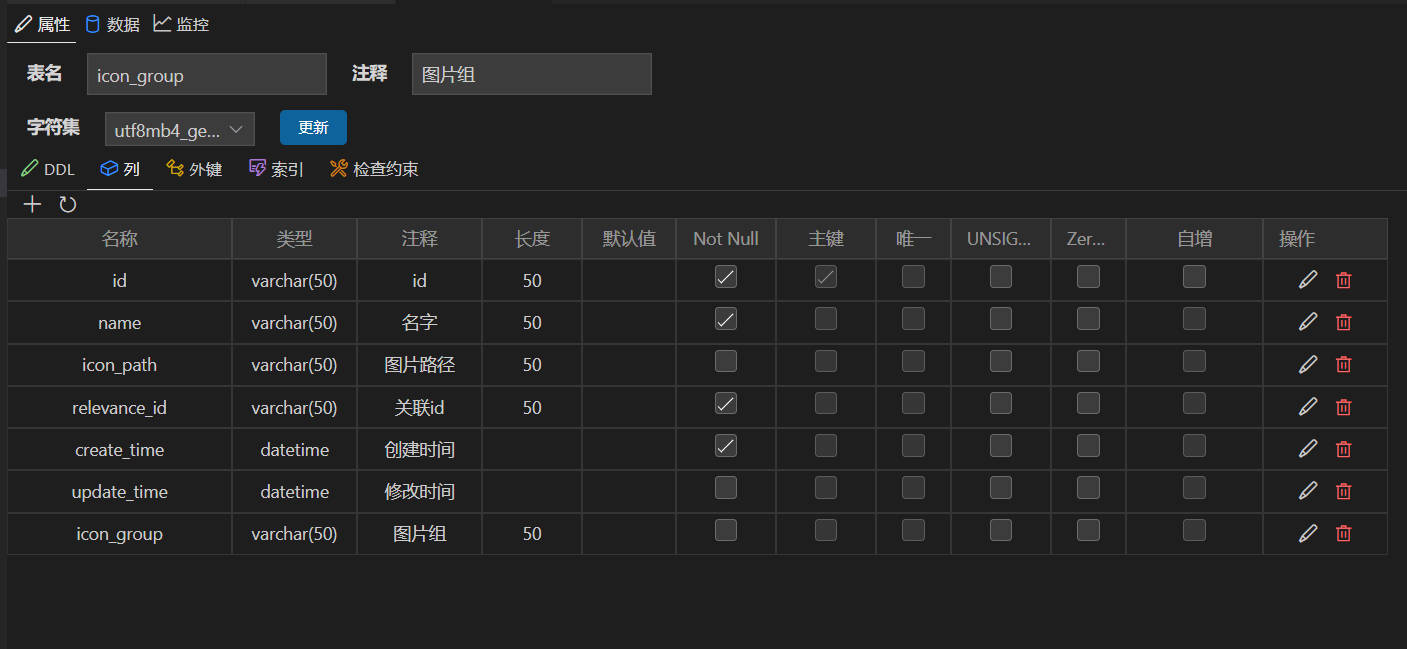 属性 数据 监控
表名 icon_group 注释 图片组
字符集 utf8mb4_ge... 更新
DDL 列 外键 索引 检查约束
名称 类型 注释 长度 默认值 Not Null 主键 唯一 UNSIG... Zer... 自增 操作
id varchar(50) id 50
name varchar(50) 名字 50
icon_path varchar(50) 图片路径 50
relevance_id varchar(50) 关联id 50
create_time datetime 创建时间
update_time datetime 修改时间
icon_group varchar(50) 图片组 50